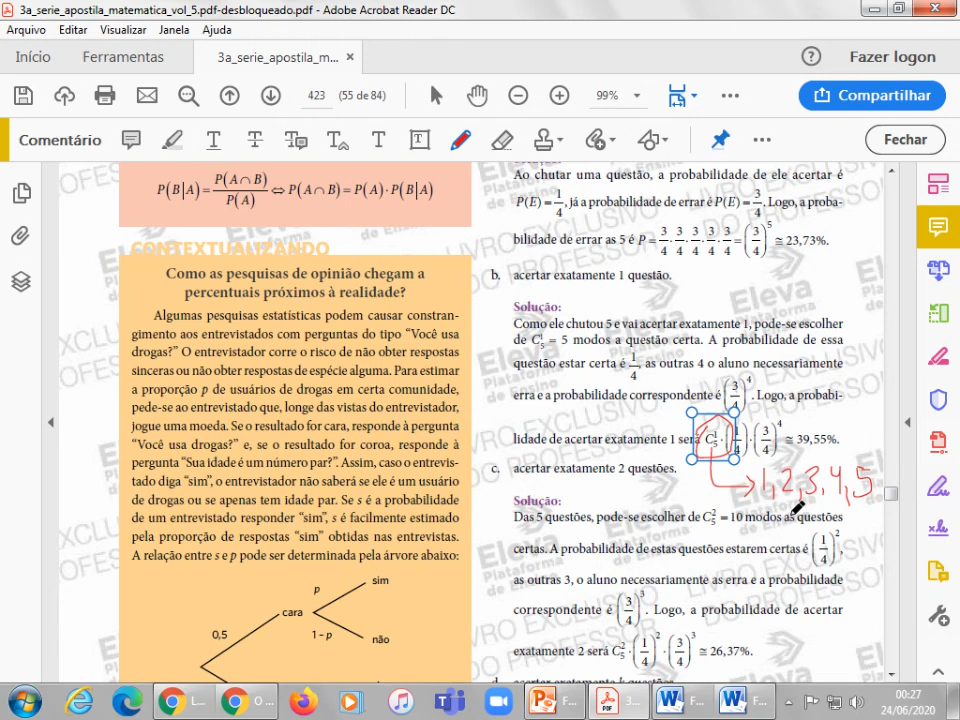 3a_serie_apostila_matematica_vol_5.pdf-desbloqueado.pdf - Adobe Acrobat Reader DC
Arquivo Editar Visualizar Janela Ajuda
Início Ferramentas 3a_serie_apostila_m... × Fazer logon
423 (55 de 84) 99% Compartilhar
Comentário Fechar
P(B|A) = P(A∩B)/P(A) ⇔ P(A∩B) = P(A)·P(B|A)
CONTEXTUALIZANDO
Como as pesquisas de opinião chegam a
percentuais próximos à realidade?
Algumas pesquisas estatísticas podem causar constran-
gimento aos entrevistados com perguntas do tipo “Você usa
drogas?” O entrevistador corre o risco de não obter respostas
sinceras ou não obter respostas de espécie alguma. Para estimar
a proporção p de usuários de drogas em certa comunidade,
pede-se ao entrevistado que, longe das vistas do entrevistador,
jogue uma moeda. Se o resultado for cara, responde à pergunta
“Você usa drogas?” e, se o resultado for coroa, responde à
pergunta “Sua idade é um número par?”. Assim, caso o entrevis-
tado diga “sim”, o entrevistador não saberá se ele é um usuário
de drogas ou se apenas tem idade par. Se s é a probabilidade
de um entrevistado responder “sim”, s é facilmente estimado
pela proporção de respostas “sim” obtidas nas entrevistas.
A relação entre s e p pode ser determinada pela árvore abaixo:
sim
p
cara
0,5
1 – p
não
Ao chutar uma questão, a probabilidade de ele acertar é
P(E) = 1/4, já a probabilidade de errar é P(E) = 3/4. Logo, a proba-
bilidade de errar as 5 é P = 3/4 · 3/4 · 3/4 · 3/4 · 3/4 = (3/4)⁵ ≅ 23,73%.
b. acertar exatamente 1 questão.
Solução:
Como ele chutou 5 e vai acertar exatamente 1, pode-se escolher
de C₅¹ = 5 modos a questão certa. A probabilidade de essa
questão estar certa é 1/4, as outras 4 o aluno necessariamente
erra e a probabilidade correspondente é (3/4)⁴. Logo, a probabi-
lidade de acertar exatamente 1 será C₅¹ · (1/4) · (3/4)⁴ ≅ 39,55%.
1, 2, 3, 4, 5
c. acertar exatamente 2 questões.
Solução:
Das 5 questões, pode-se escolher de C₅² = 10 modos as questões
certas. A probabilidade de estas questões estarem certas é (1/4)²,
as outras 3, o aluno necessariamente as erra e a probabilidade
correspondente é (3/4)³. Logo, a probabilidade de acertar
exatamente 2 será C₅² · (1/4)² · (3/4)³ ≅ 26,37%.
Eleva
Plataforma
de Ensino
LIVRO EXCLUSIVO
DO PROFESSOR
L... O ... F... 3... F... F...
00:27
24/06/2020